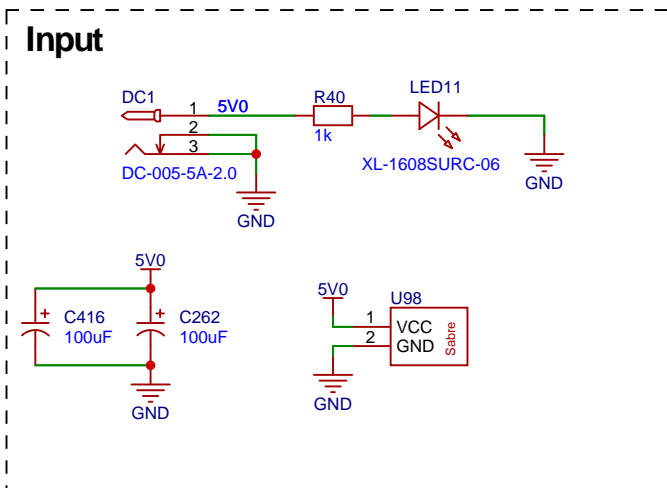 Input
DC1
1
5V0
2
3
DC-005-5A-2.0
GND
R40
1k
LED11
XL-1608SURC-06
GND
5V0
+
C416
100uF
+
C262
100uF
GND
5V0
U98
1
VCC
2
GND
Sabre
GND